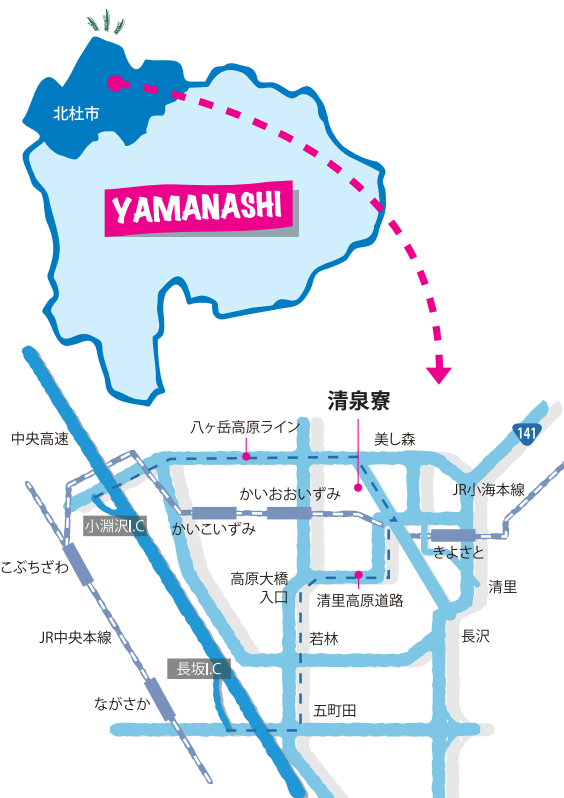 北杜市
YAMANASHI
清泉寮
八ヶ岳高原ライン
美し森
141
中央高速
かいおおいずみ
JR小海本線
小淵沢I.C
かいこいずみ
きよさと
こぶちざわ
高原大橋
入口
清里高原道路
清里
JR中央本線
若林
長沢
長坂I.C
ながさか
五町田